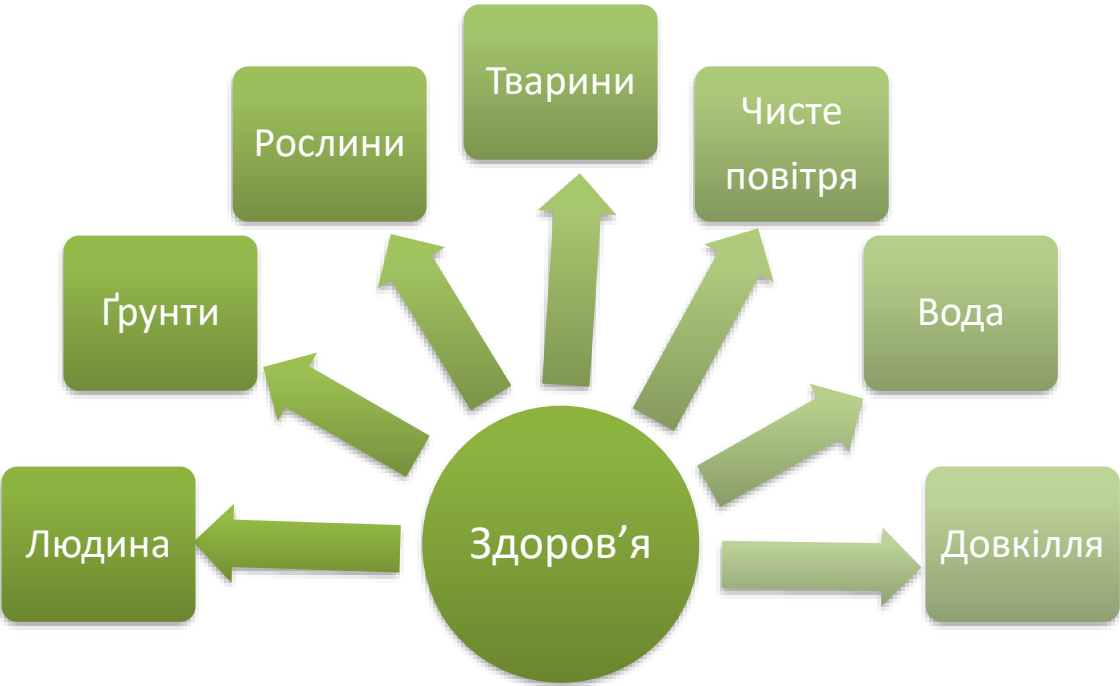 Тварини
Чисте
повітря
Рослини
Ґрунти
Вода
Людина
Здоров’я
Довкілля